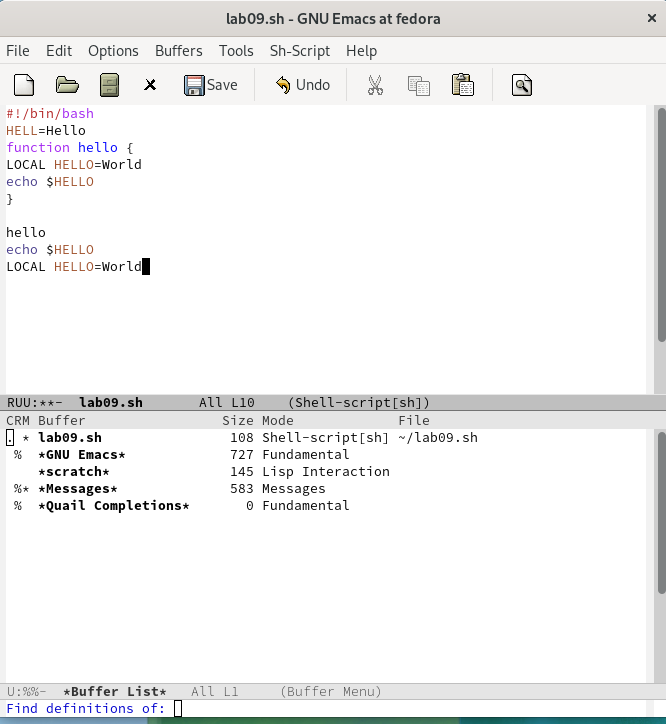 lab09.sh - GNU Emacs at fedora
File Edit Options Buffers Tools Sh-Script Help
Save Undo
#!/bin/bash
HELL=Hello
function hello {
LOCAL HELLO=World
echo $HELLO
}
hello
echo $HELLO
LOCAL HELLO=World
RUU:**- lab09.sh All L10 (Shell-script[sh])
CRM Buffer Size Mode File
. * lab09.sh 108 Shell-script[sh] ~/lab09.sh
% *GNU Emacs* 727 Fundamental
*scratch* 145 Lisp Interaction
%* *Messages* 583 Messages
% *Quail Completions* 0 Fundamental
U:%%- *Buffer List* All L1 (Buffer Menu)
Find definitions of: